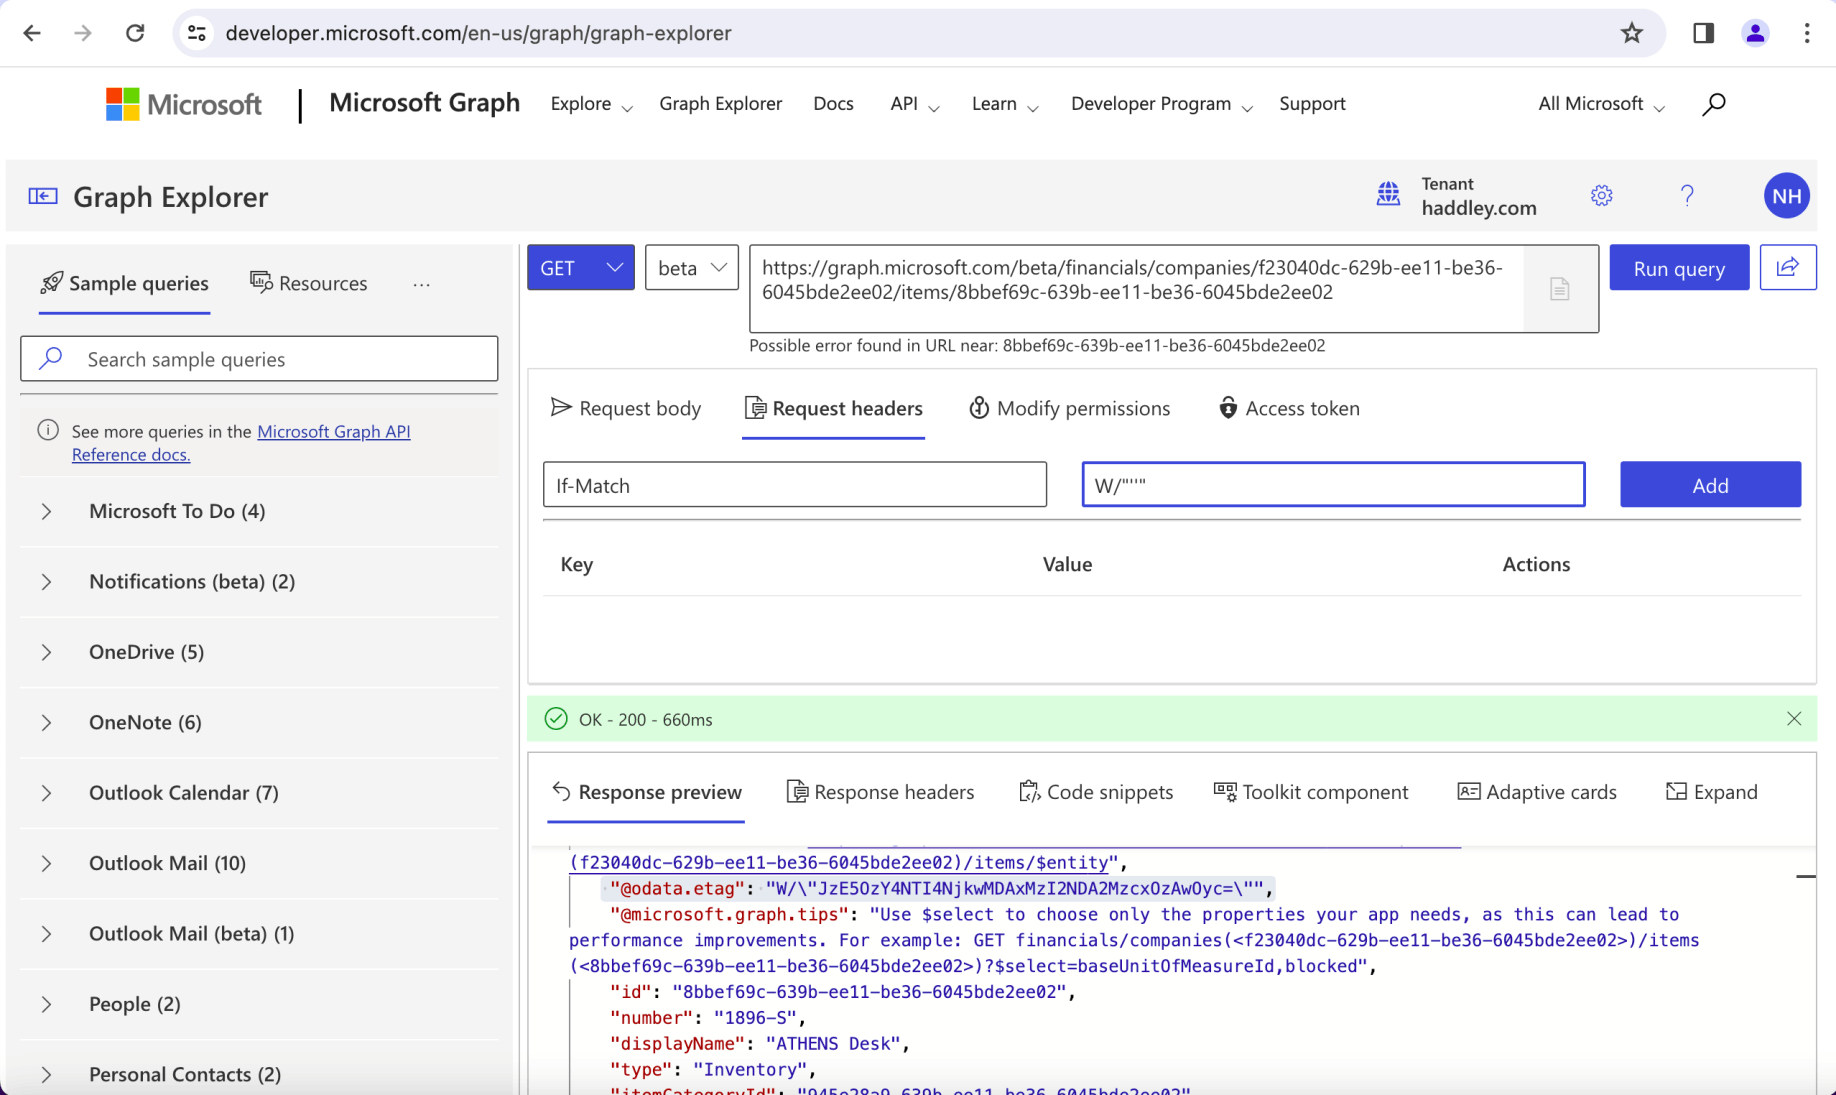 developer.microsoft.com/en-us/graph/graph-explorer
Microsoft
Microsoft Graph
Explore
Graph Explorer
Docs
API
Learn
Developer Program
Support
All Microsoft
Graph Explorer
Tenant
haddley.com
NH
Sample queries
Resources
...
Search sample queries
See more queries in the Microsoft Graph API
Reference docs.
Microsoft To Do (4)
Notifications (beta) (2)
OneDrive (5)
OneNote (6)
Outlook Calendar (7)
Outlook Mail (10)
Outlook Mail (beta) (1)
People (2)
Personal Contacts (2)
GET
beta
https://graph.microsoft.com/beta/financials/companies/f23040dc-629b-ee11-be36-
6045bde2ee02/items/8bbef69c-639b-ee11-be36-6045bde2ee02
Run query
Possible error found in URL near: 8bbef69c-639b-ee11-be36-6045bde2ee02
Request body
Request headers
Modify permissions
Access token
If-Match
W/"''"
Add
Key
Value
Actions
OK - 200 - 660ms
Response preview
Response headers
Code snippets
Toolkit component
Adaptive cards
Expand
(f23040dc-629b-ee11-be36-6045bde2ee02)/items/$entity",
"@odata.etag": "W/\"JzE5OzY4NTI4NjkwMDAxMzI2NDA2MzcxOzAwOyc=\"",
"@microsoft.graph.tips": "Use $select to choose only the properties your app needs, as this can lead to
performance improvements. For example: GET financials/companies(<f23040dc-629b-ee11-be36-6045bde2ee02>)/items
(<8bbef69c-639b-ee11-be36-6045bde2ee02>)?$select=baseUnitOfMeasureId,blocked",
"id": "8bbef69c-639b-ee11-be36-6045bde2ee02",
"number": "1896-S",
"displayName": "ATHENS Desk",
"type": "Inventory",
"itemCategoryId": "945e28a9-639b-ee11-be36-6045bde2ee02"